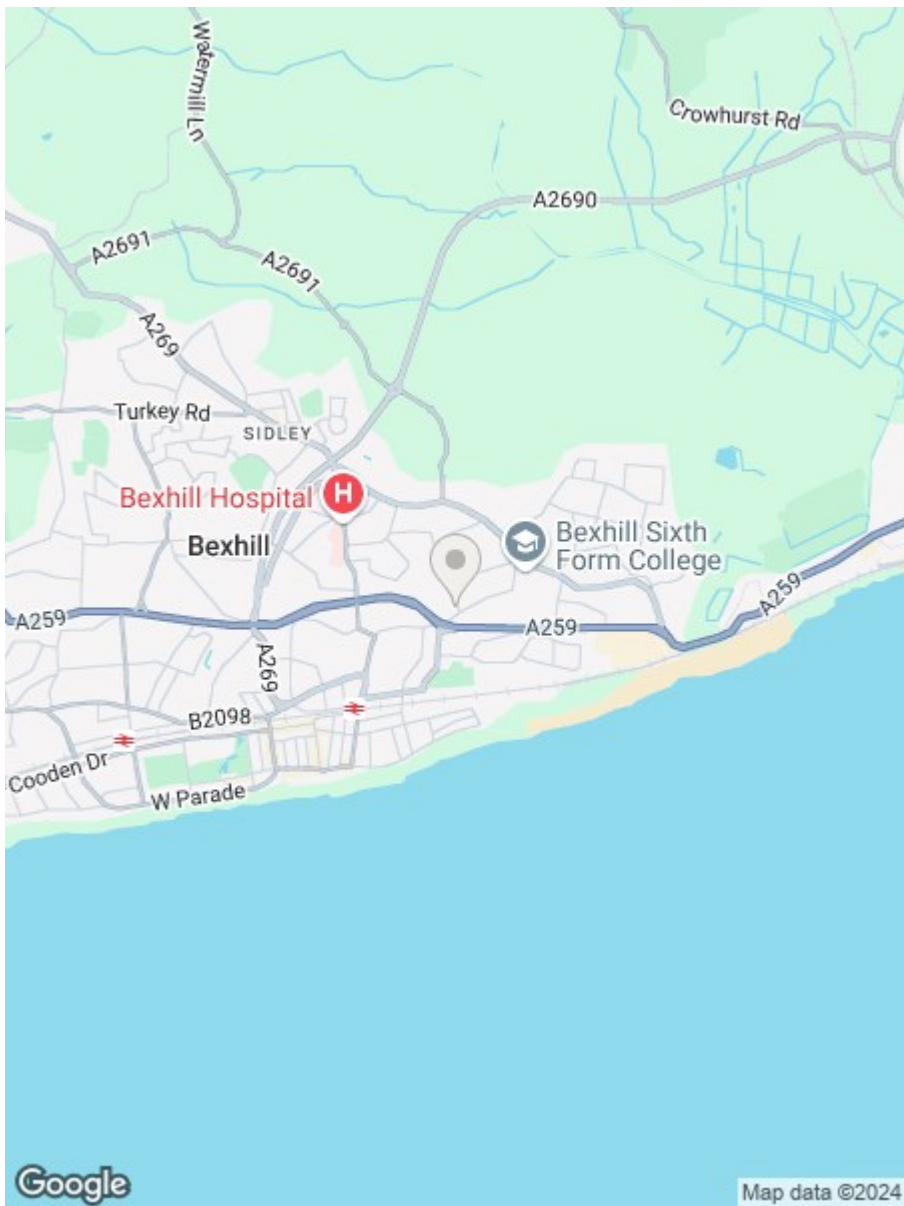 Watermill Ln
Crowhurst Rd
A2690
A2691
A2691
A269
Turkey Rd
SIDLEY
Bexhill Hospital
H
Bexhill
Bexhill Sixth
Form College
A259
A259
A259
A269
B2098
Cooden Dr
W Parade
Google
Map data ©2024